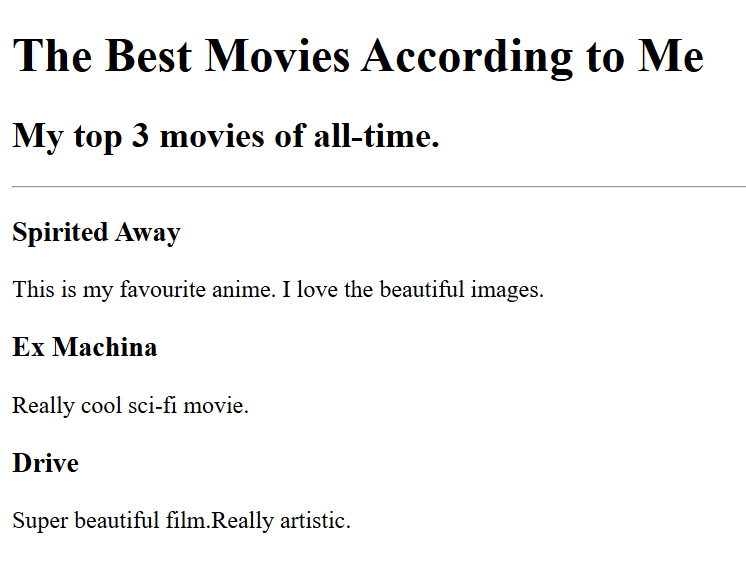 The Best Movies According to Me
My top 3 movies of all-time.
Spirited Away
This is my favourite anime. I love the beautiful images.
Ex Machina
Really cool sci-fi movie.
Drive
Super beautiful film.Really artistic.